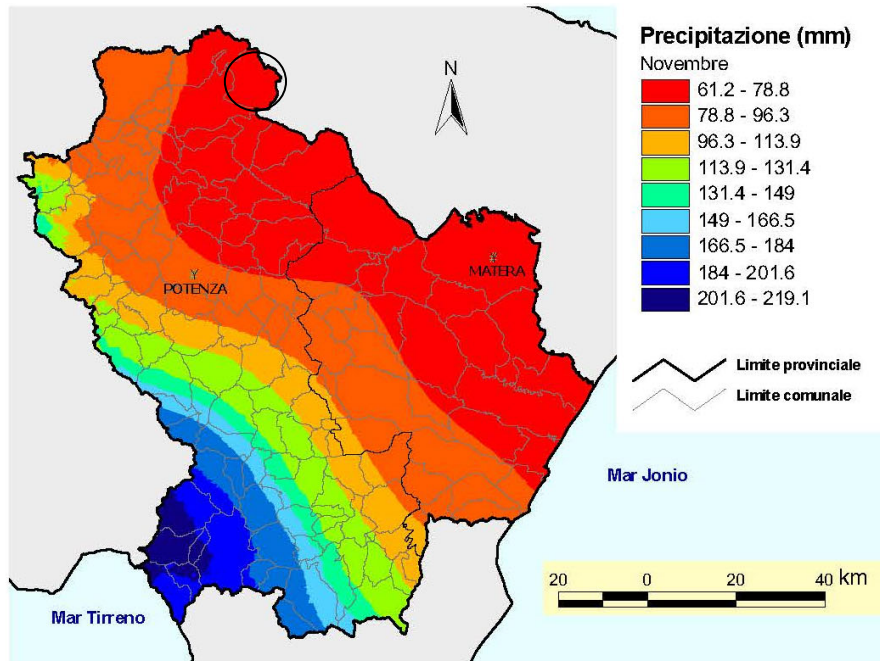 Precipitazione (mm)
Novembre
61.2 - 78.8
78.8 - 96.3
96.3 - 113.9
113.9 - 131.4
131.4 - 149
149 - 166.5
166.5 - 184
184 - 201.6
201.6 - 219.1
Limite provinciale
Limite comunale
N
MATERA
POTENZA
Mar Jonio
Mar Tirreno
20 0 20 40 km